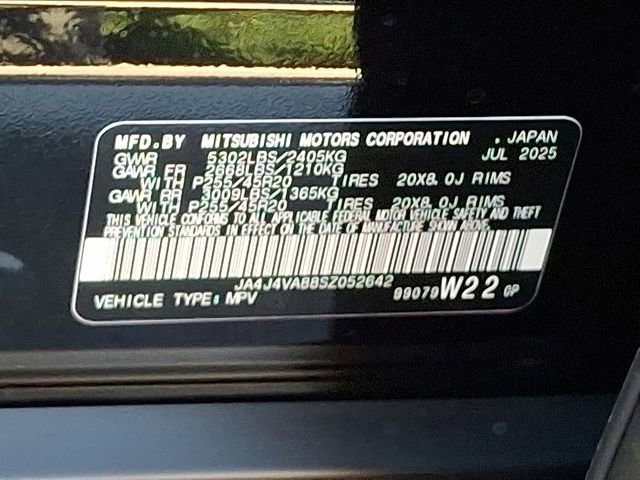 MFD.BY MITSUBISHI MOTORS CORPORATION . JAPAN
GVWR 5302LBS/2405KG JUL 2025
GAWR FR 2668LBS/1210KG
WITH P255/45R20 TIRES 20X8.0J RIMS
GAWR RR 3009LBS/1365KG
WITH P255/45R20 TIRES 20X8.0J RIMS
THIS VEHICLE CONFORMS TO ALL APPLICABLE FEDERAL MOTOR VEHICLE SAFETY AND THEFT
PREVENTION STANDARDS IN EFFECT ON THE DATE OF MANUFACTURE SHOWN ABOVE.
JA4J4VA88SZ052642
VEHICLE TYPE: MPV 99079 W22 GP